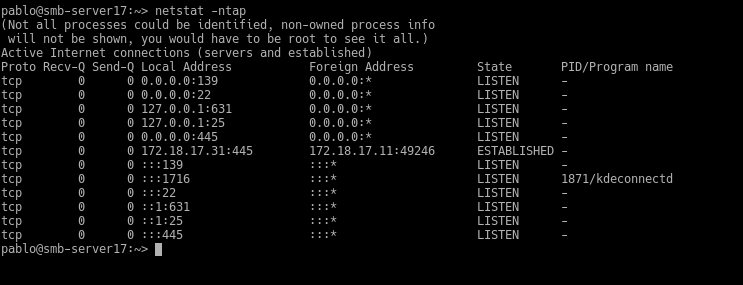 pablo@smb-server17:~> netstat -ntap
(Not all processes could be identified, non-owned process info
 will not be shown, you would have to be root to see it all.)
Active Internet connections (servers and established)
Proto Recv-Q Send-Q Local Address           Foreign Address         State       PID/Program name
tcp        0      0 0.0.0.0:139             0.0.0.0:*               LISTEN      -
tcp        0      0 0.0.0.0:22              0.0.0.0:*               LISTEN      -
tcp        0      0 127.0.0.1:631           0.0.0.0:*               LISTEN      -
tcp        0      0 127.0.0.1:25            0.0.0.0:*               LISTEN      -
tcp        0      0 0.0.0.0:445             0.0.0.0:*               LISTEN      -
tcp        0      0 172.18.17.31:445        172.18.17.11:49246      ESTABLISHED -
tcp        0      0 :::139                  :::*                    LISTEN      -
tcp        0      0 :::1716                 :::*                    LISTEN      1871/kdeconnectd
tcp        0      0 :::22                   :::*                    LISTEN      -
tcp        0      0 ::1:631                 :::*                    LISTEN      -
tcp        0      0 ::1:25                  :::*                    LISTEN      -
tcp        0      0 :::445                  :::*                    LISTEN      -
pablo@smb-server17:~>